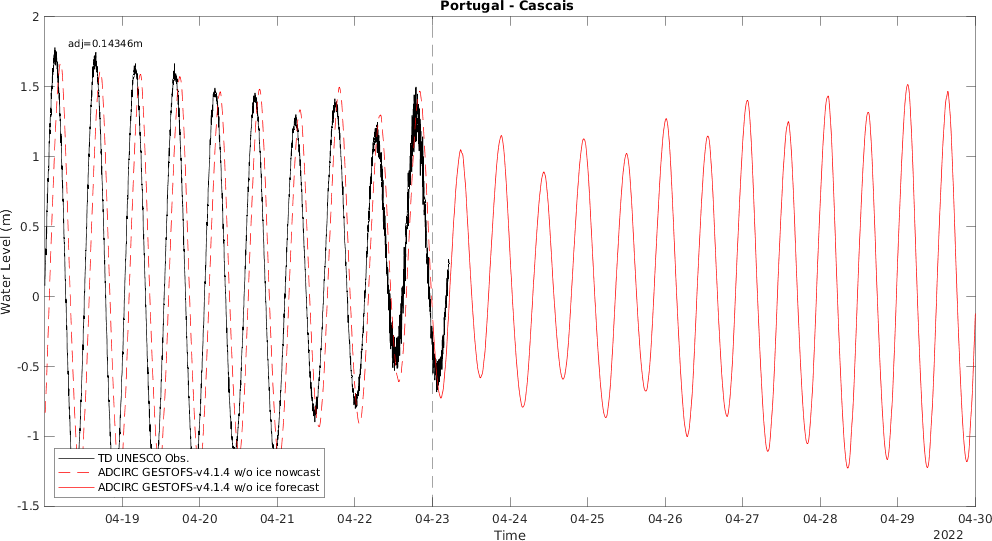 Portugal - Cascais
adj=0.14346m
2
1.5
1
0.5
0
-0.5
-1
-1.5
Water Level (m)
TD UNESCO Obs.
ADCIRC GESTOFS-v4.1.4 w/o ice nowcast
ADCIRC GESTOFS-v4.1.4 w/o ice forecast
04-19 04-20 04-21 04-22 04-23 04-24 04-25 04-26 04-27 04-28 04-29 04-30
Time
2022